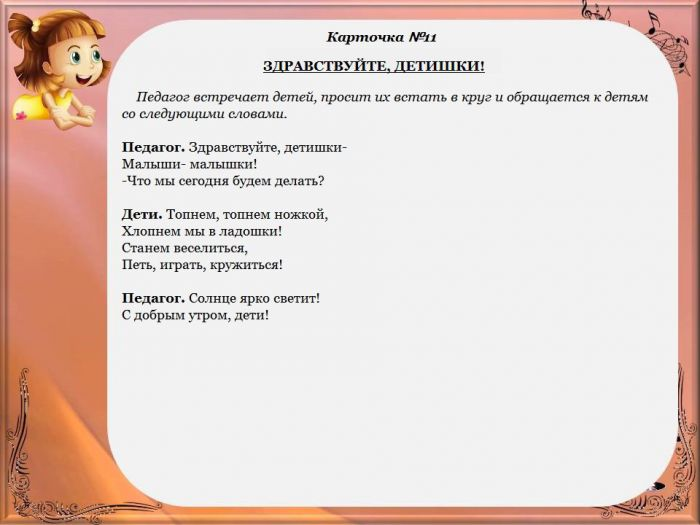 Карточка №11
ЗДРАВСТВУЙТЕ, ДЕТИШКИ!
Педагог встречает детей, просит их встать в круг и обращается к детям
со следующими словами.
Педагог. Здравствуйте, детишки-
Малыши- малышки!
-Что мы сегодня будем делать?
Дети. Топнем, топнем ножкой,
Хлопнем мы в ладошки!
Станем веселиться,
Петь, играть, кружиться!
Педагог. Солнце ярко светит!
С добрым утром, дети!